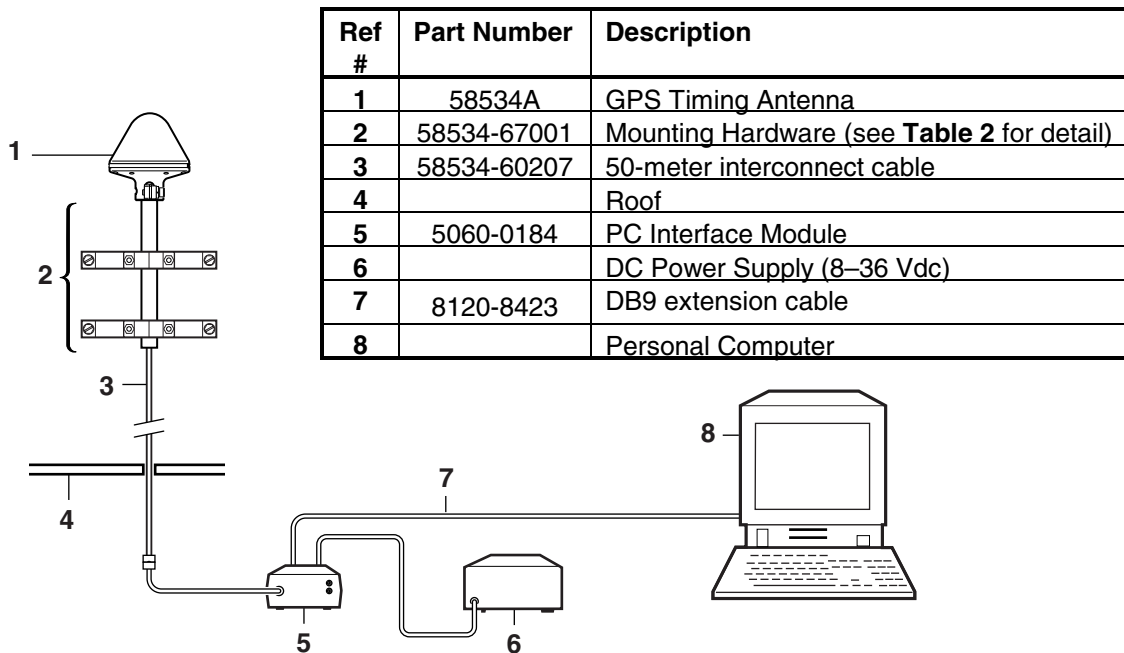 Ref # Part Number Description
1 58534A GPS Timing Antenna
2 58534-67001 Mounting Hardware (see Table 2 for detail)
3 58534-60207 50-meter interconnect cable
4 Roof
5 5060-0184 PC Interface Module
6 DC Power Supply (8–36 Vdc)
7 8120-8423 DB9 extension cable
8 Personal Computer
1
2
3
4
5
6
7
8